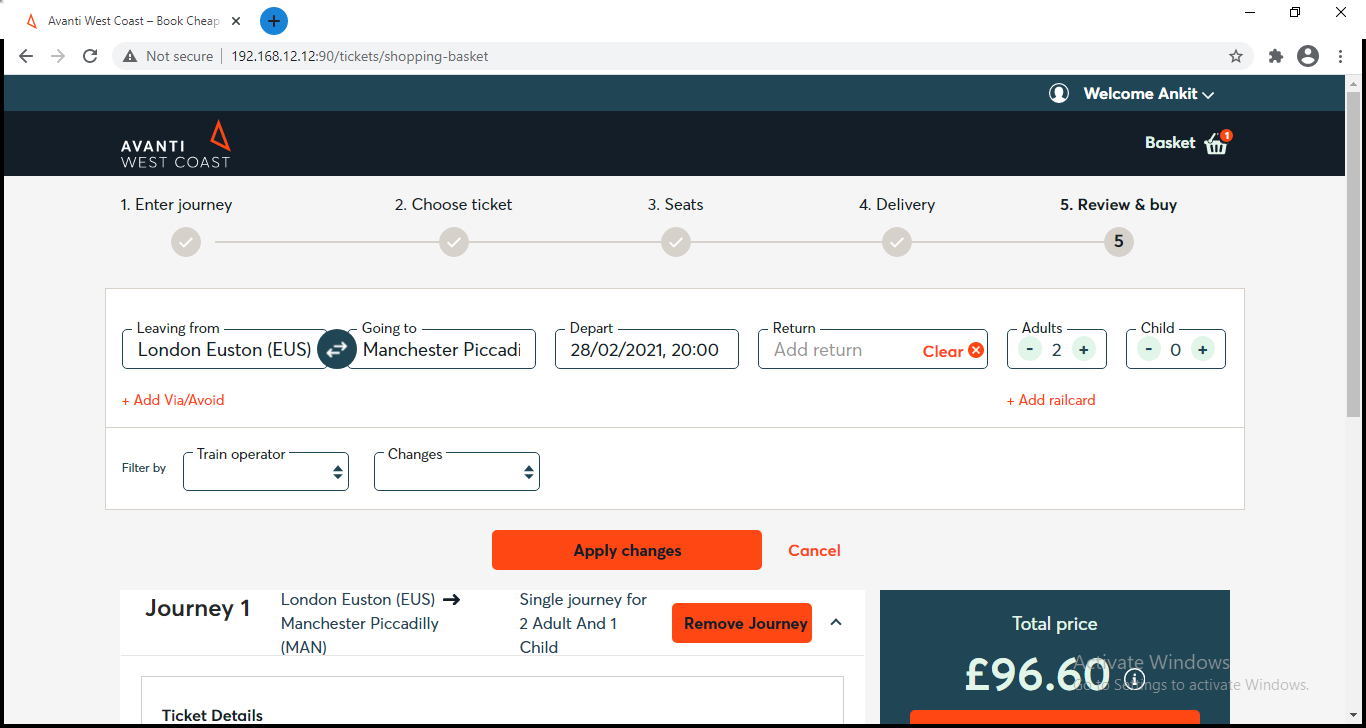 Avanti West Coast – Book Cheap
Not secure 192.168.12.12:90/tickets/shopping-basket
Welcome Ankit
AVANTI
WEST COAST
Basket 1
1. Enter journey 2. Choose ticket 3. Seats 4. Delivery 5. Review & buy
5
Leaving from Going to Depart Return Adults Child
London Euston (EUS) Manchester Piccadi 28/02/2021, 20:00 Add return Clear - 2 + - 0 +
+ Add Via/Avoid + Add railcard
Filter by Train operator Changes
Apply changes Cancel
Journey 1
London Euston (EUS) →
Manchester Piccadilly
(MAN)
Single journey for
2 Adult And 1
Child
Remove Journey
Total price
£96.60
Activate Windows
Go to Settings to activate Windows.
Ticket Details